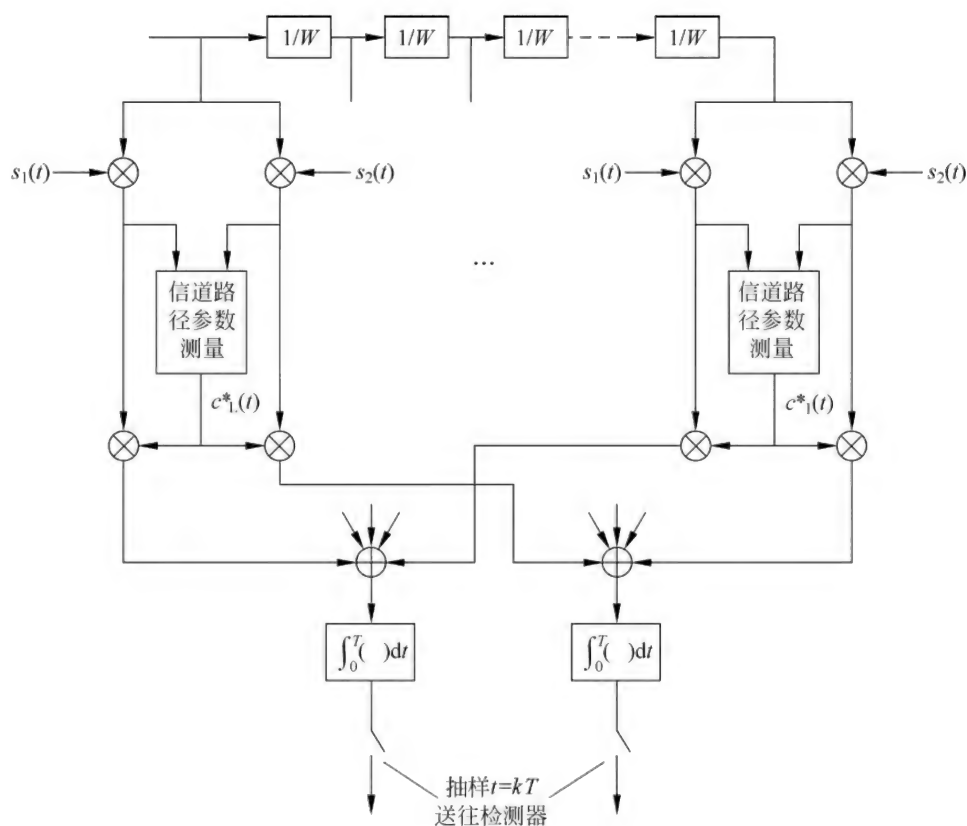 1/W 1/W 1/W 1/W
s₁(t) s₂(t) s₁(t) s₂(t)
...
信道路 信道路
径参数 径参数
测量 测量
c*L(t) c*₁(t)
∫₀ᵀ( )dt ∫₀ᵀ( )dt
抽样t=kT
送往检测器